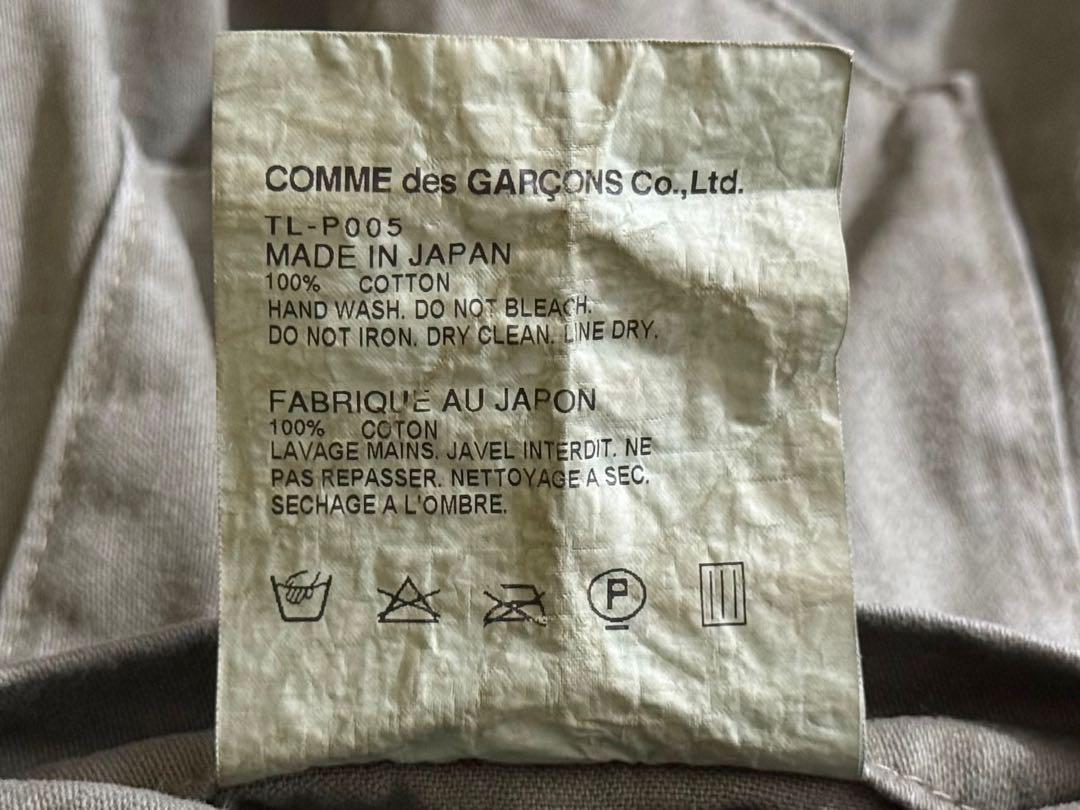 COMME des GARÇONS Co.,Ltd.
TL-P005
MADE IN JAPAN
100% COTTON
HAND WASH. DO NOT BLEACH.
DO NOT IRON. DRY CLEAN. LINE DRY.
FABRIQUE AU JAPON
100% COTON
LAVAGE MAINS. JAVEL INTERDIT. NE
PAS REPASSER. NETTOYAGE A SEC.
SECHAGE A L'OMBRE.
P